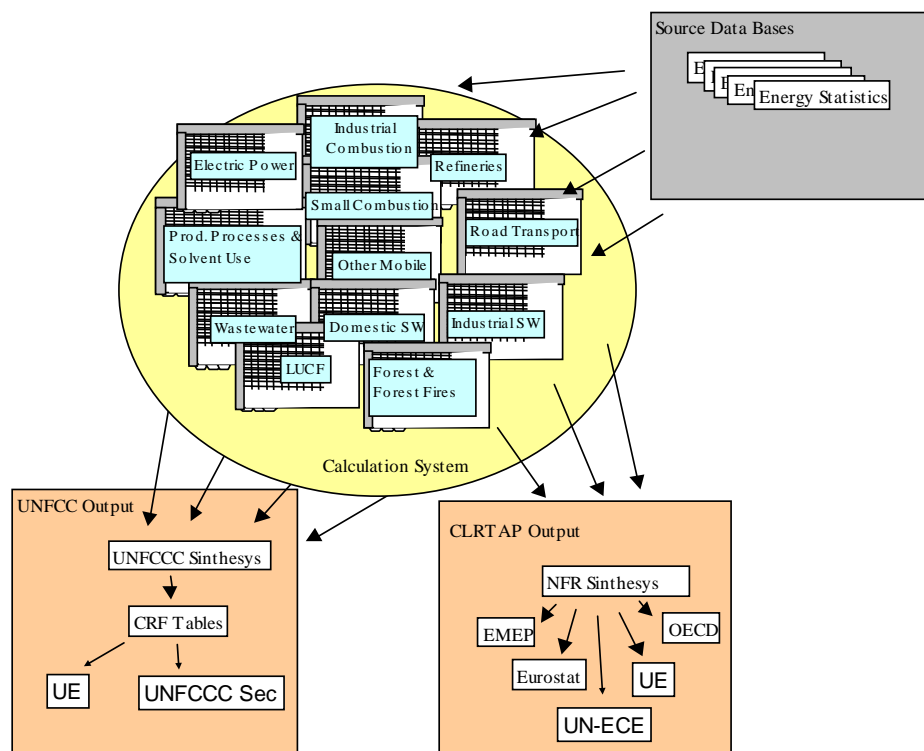 Source Data Bases
E
E
En
Energy Statistics
Industrial
Combustion
Electric Power
Refineries
Small Combustion
Road Transport
Prod. Processes &
Solvent Use
Other Mobile
Wastewater
Domestic SW
Industrial SW
LUCF
Forest &
Forest Fires
Calculation System
UNFCC Output
UNFCCC Sinthesys
CRF Tables
UE
UNFCCC Sec
CLRTAP Output
NFR Sinthesys
EMEP
OECD
Eurostat
UE
UN-ECE